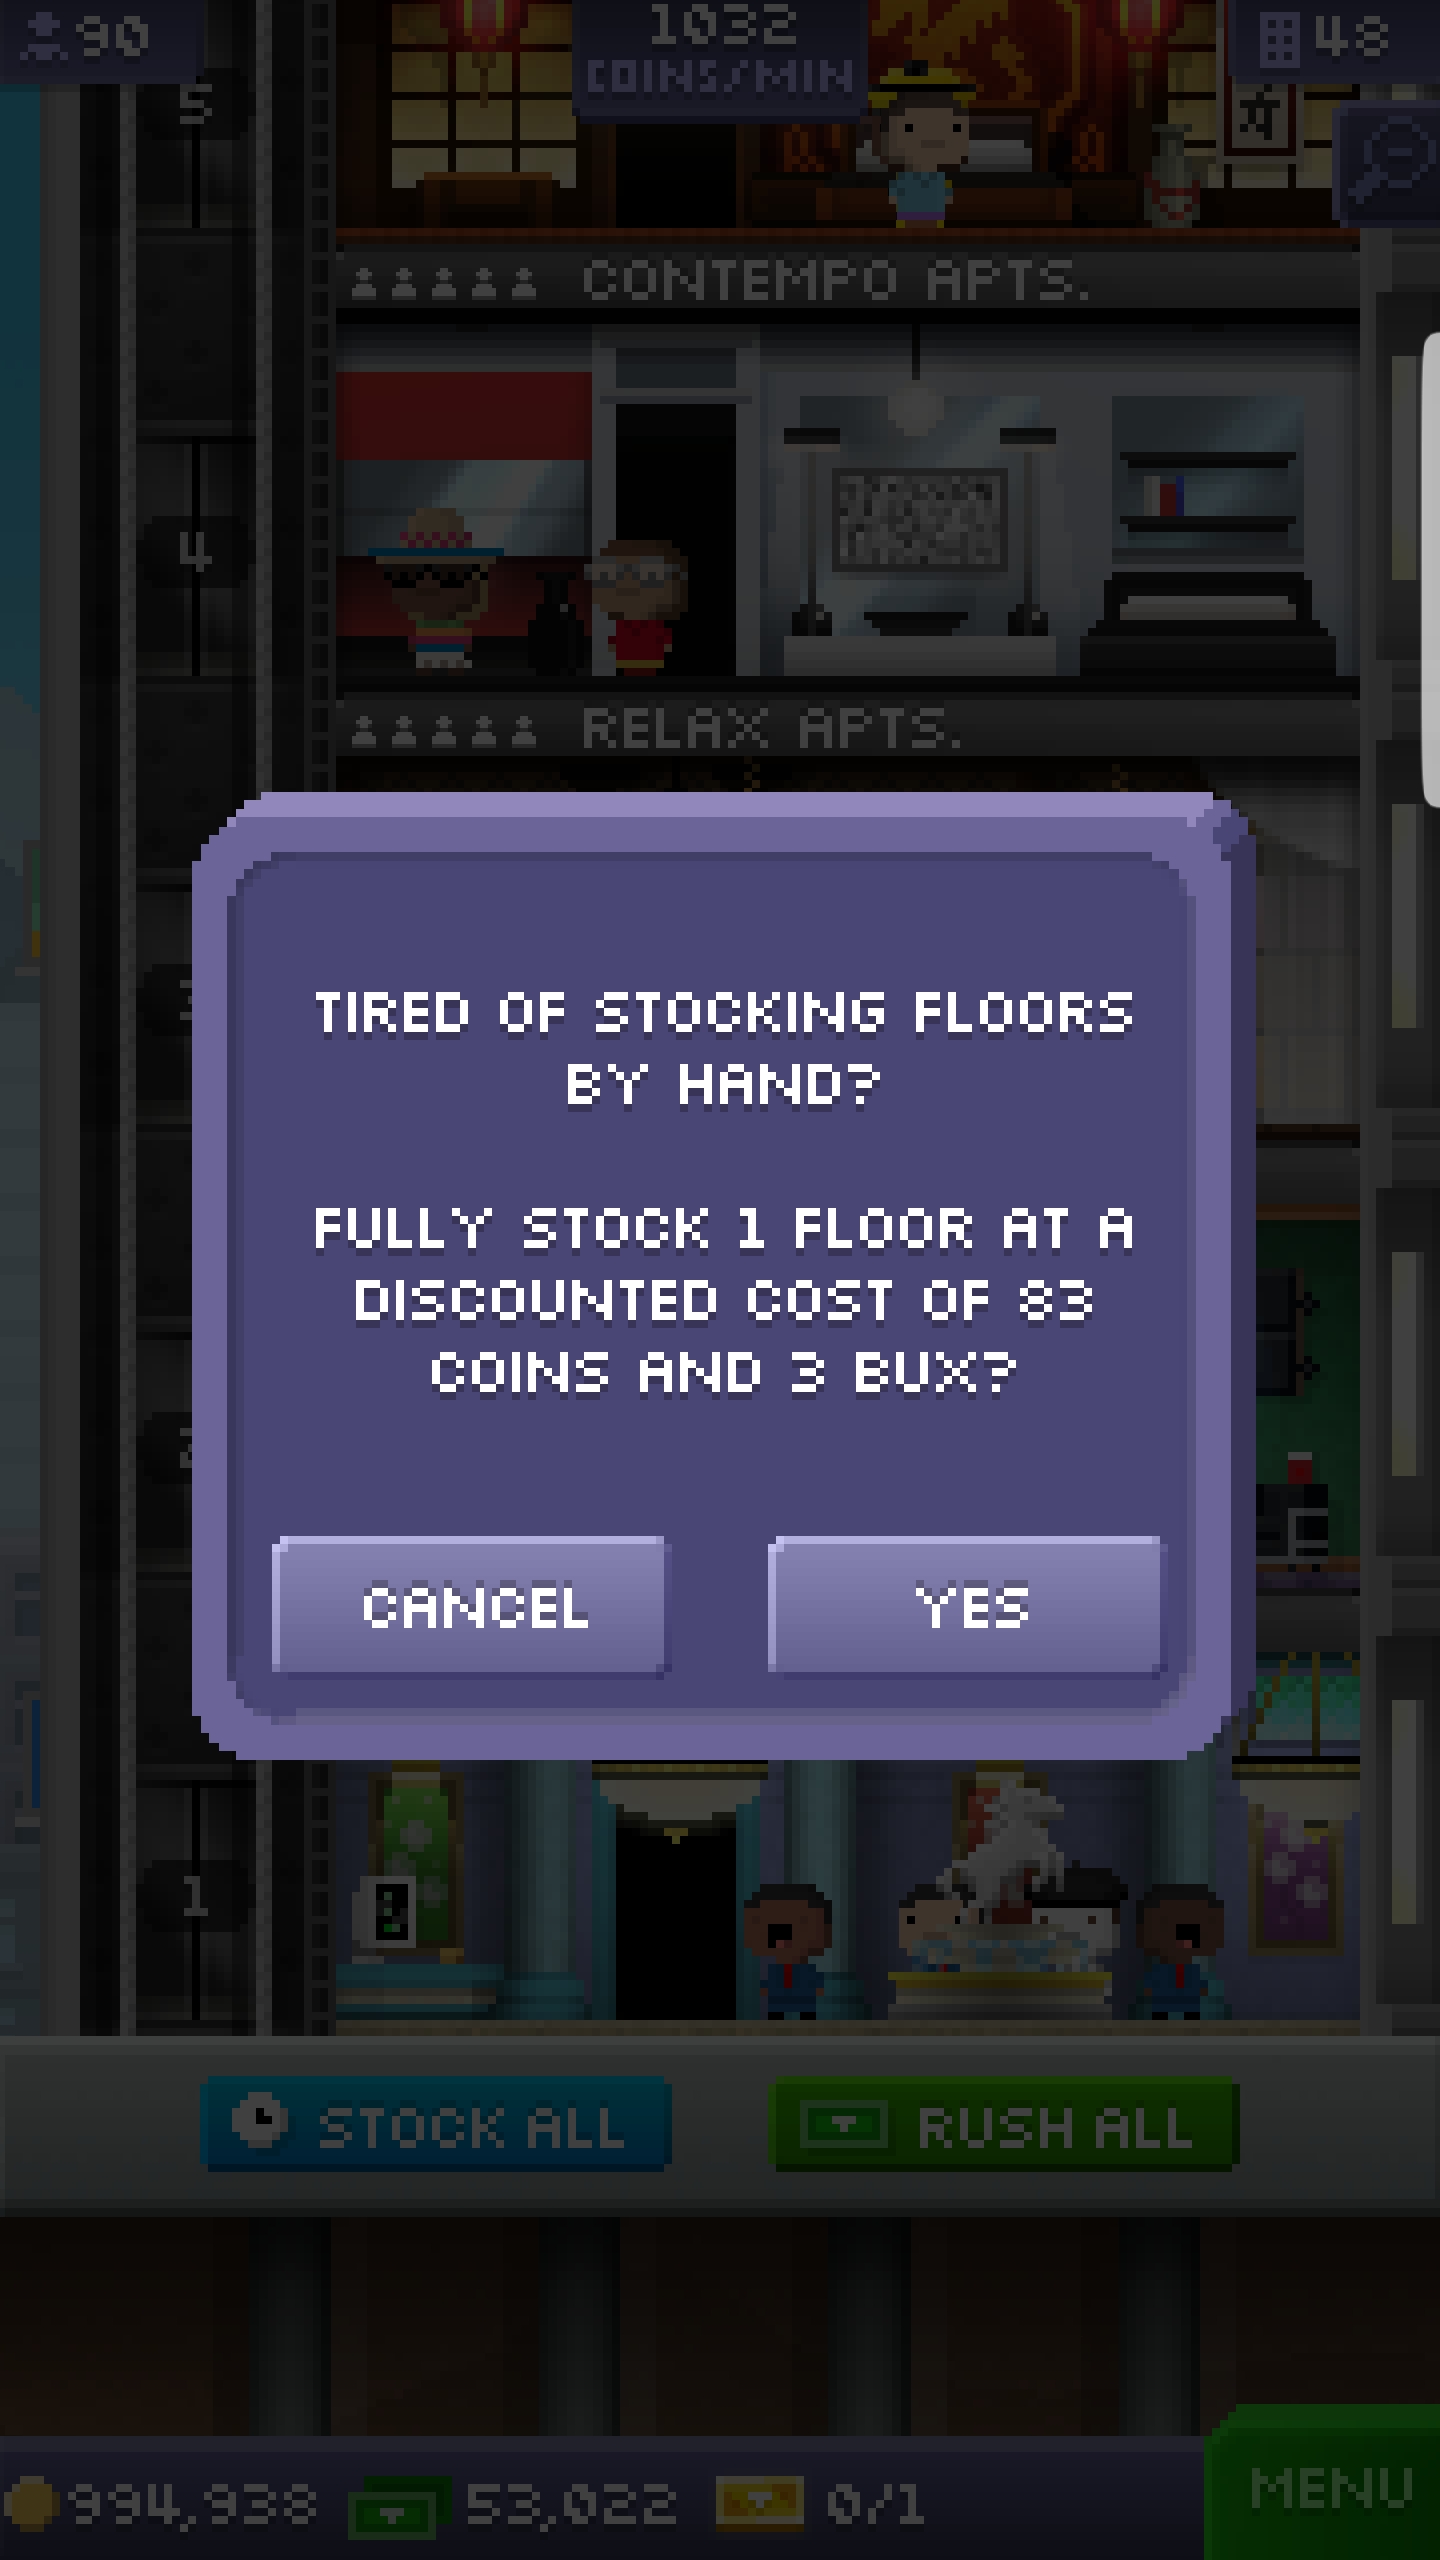 90
1032
COINS/MIN
48
5
CONTEMPO APTS.
4
RELAX APTS.
TIRED OF STOCKING FLOORS
BY HAND?
FULLY STOCK 1 FLOOR AT A
DISCOUNTED COST OF 83
COINS AND 3 BUX?
CANCEL
YES
1
STOCK ALL
RUSH ALL
994,938
53,022
0/1
MENU